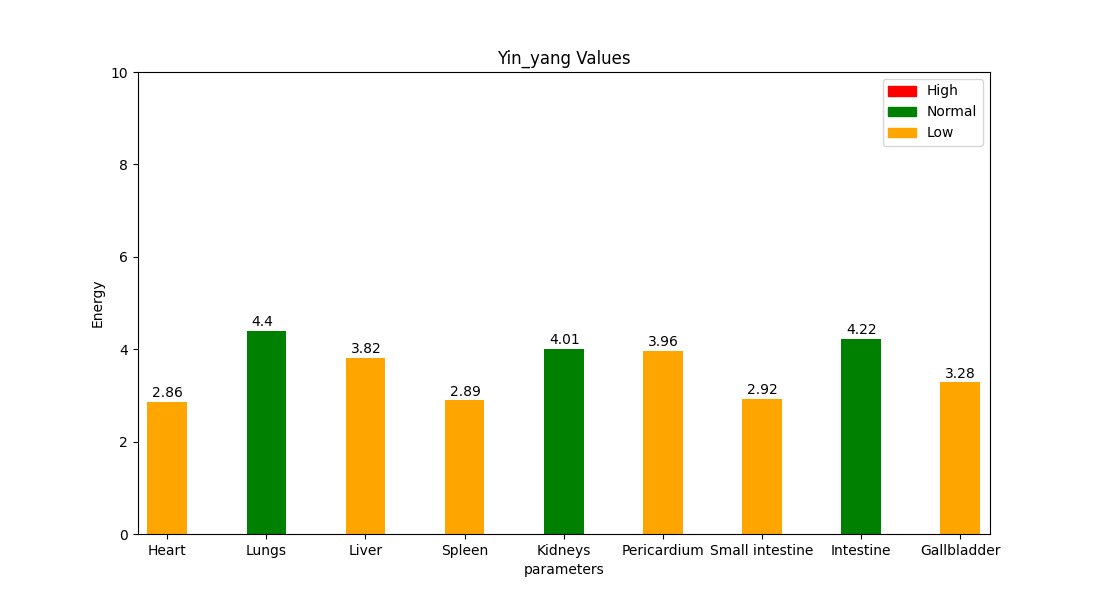 Yin_yang Values
10
High
Normal
Low
8
6
Energy
4.4
4.22
4.01
3.96
4
3.82
3.28
2.92
2.89
2.86
2
0
Heart Lungs Liver Spleen Kidneys Pericardium Small intestine Intestine Gallbladder
parameters